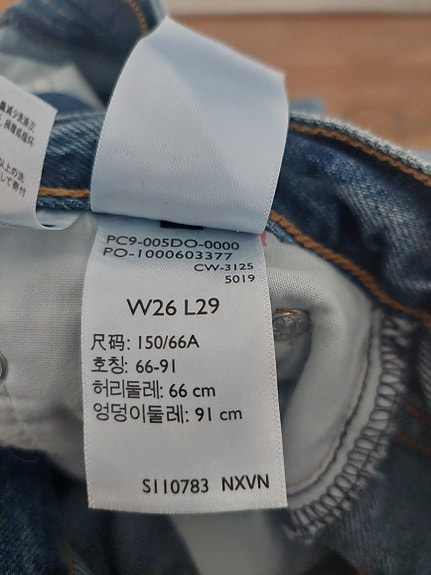 PC9-005DO-0000
PO-1000603377
CW-3125
5019
W26 L29
尺码: 150/66A
호칭: 66-91
허리둘레: 66 cm
엉덩이둘레: 91 cm
S110783 NXVN